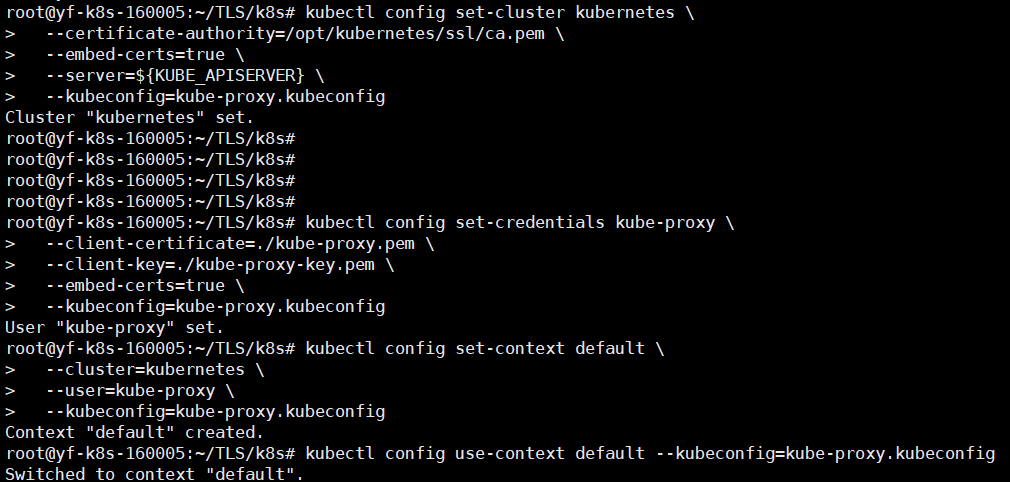 root@yf-k8s-160005:~/TLS/k8s# kubectl config set-cluster kubernetes \
>   --certificate-authority=/opt/kubernetes/ssl/ca.pem \
>   --embed-certs=true \
>   --server=${KUBE_APISERVER} \
>   --kubeconfig=kube-proxy.kubeconfig
Cluster "kubernetes" set.
root@yf-k8s-160005:~/TLS/k8s#
root@yf-k8s-160005:~/TLS/k8s#
root@yf-k8s-160005:~/TLS/k8s#
root@yf-k8s-160005:~/TLS/k8s#
root@yf-k8s-160005:~/TLS/k8s# kubectl config set-credentials kube-proxy \
>   --client-certificate=./kube-proxy.pem \
>   --client-key=./kube-proxy-key.pem \
>   --embed-certs=true \
>   --kubeconfig=kube-proxy.kubeconfig
User "kube-proxy" set.
root@yf-k8s-160005:~/TLS/k8s# kubectl config set-context default \
>   --cluster=kubernetes \
>   --user=kube-proxy \
>   --kubeconfig=kube-proxy.kubeconfig
Context "default" created.
root@yf-k8s-160005:~/TLS/k8s# kubectl config use-context default --kubeconfig=kube-proxy.kubeconfig
Switched to context "default".